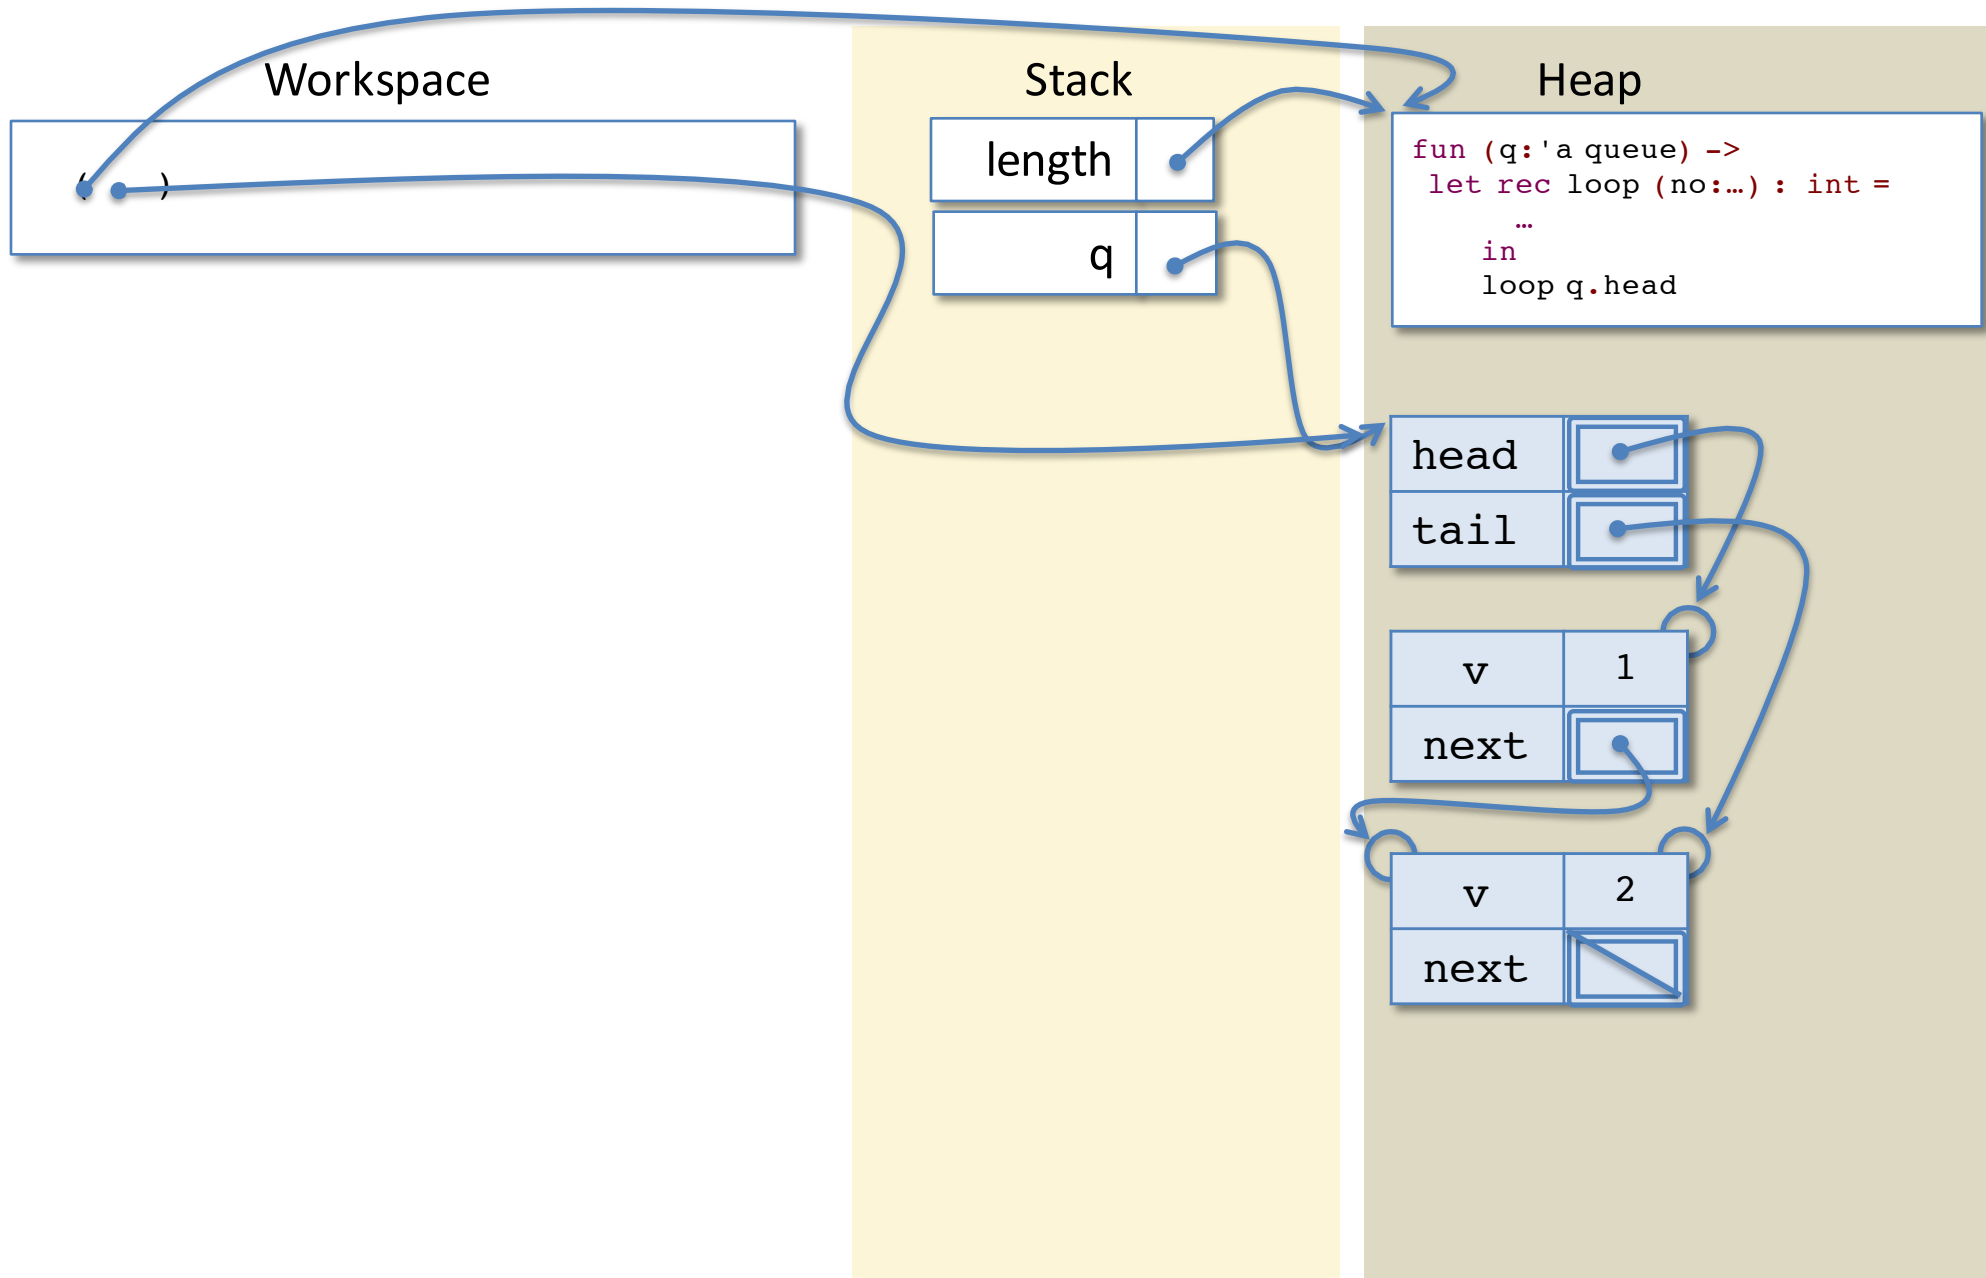 Workspace
( )
Stack
length
q
Heap
fun (q:'a queue) ->
let rec loop (no:…) : int =
…
in
loop q.head
head
tail
v 1
next
v 2
next